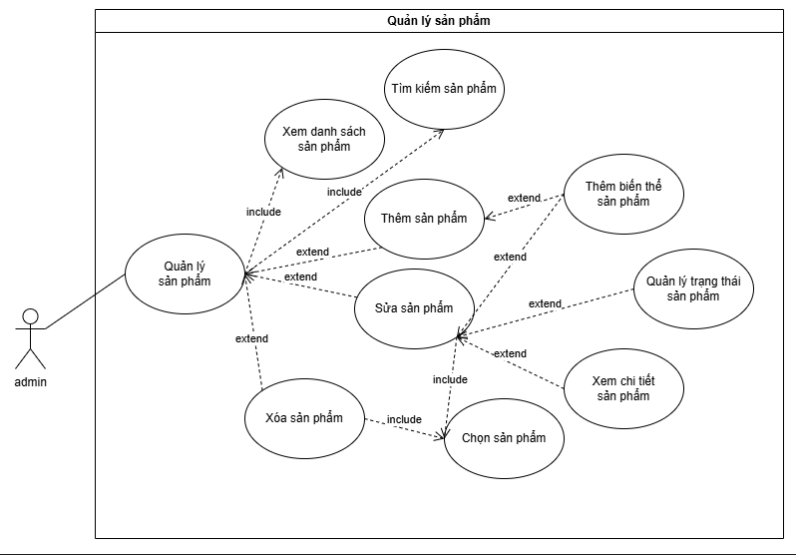 Quản lý sản phẩm
Tìm kiếm sản phẩm
Xem danh sách
sản phẩm
include
include
Thêm sản phẩm
extend
Thêm biến thể
sản phẩm
extend
extend
Quản lý
sản phẩm
extend
Sửa sản phẩm
Quản lý trạng thái
sản phẩm
extend
extend
extend
include
Xem chi tiết
sản phẩm
admin
Xóa sản phẩm
include
Chọn sản phẩm